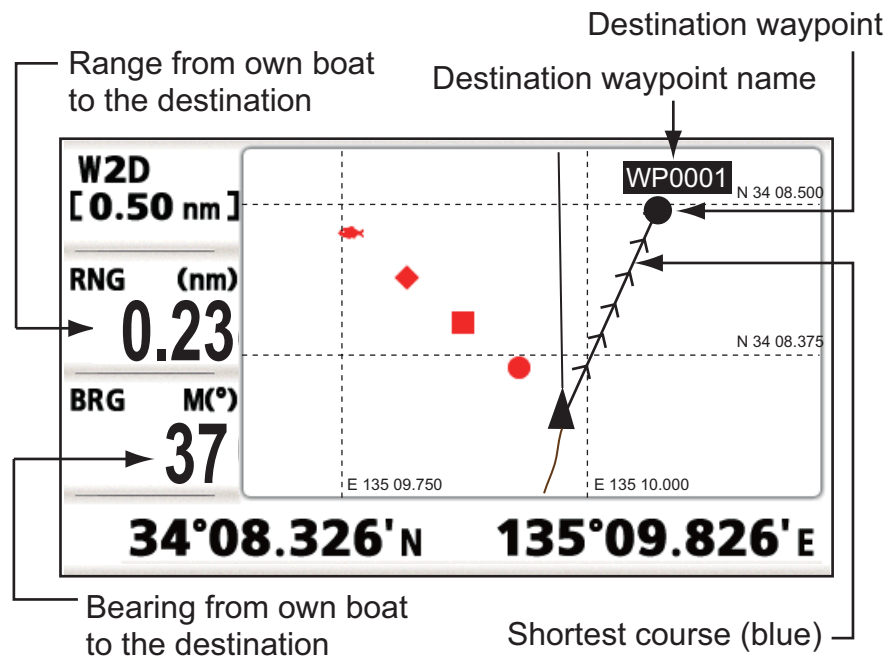 Destination waypoint
Range from own boat
to the destination
Destination waypoint name
W2D
[0.50 nm]
WP0001
N 34 08.500
RNG (nm)
0.23
N 34 08.375
BRG M(°)
37
E 135 09.750
E 135 10.000
34°08.326'N 135°09.826'E
Bearing from own boat
to the destination
Shortest course (blue)